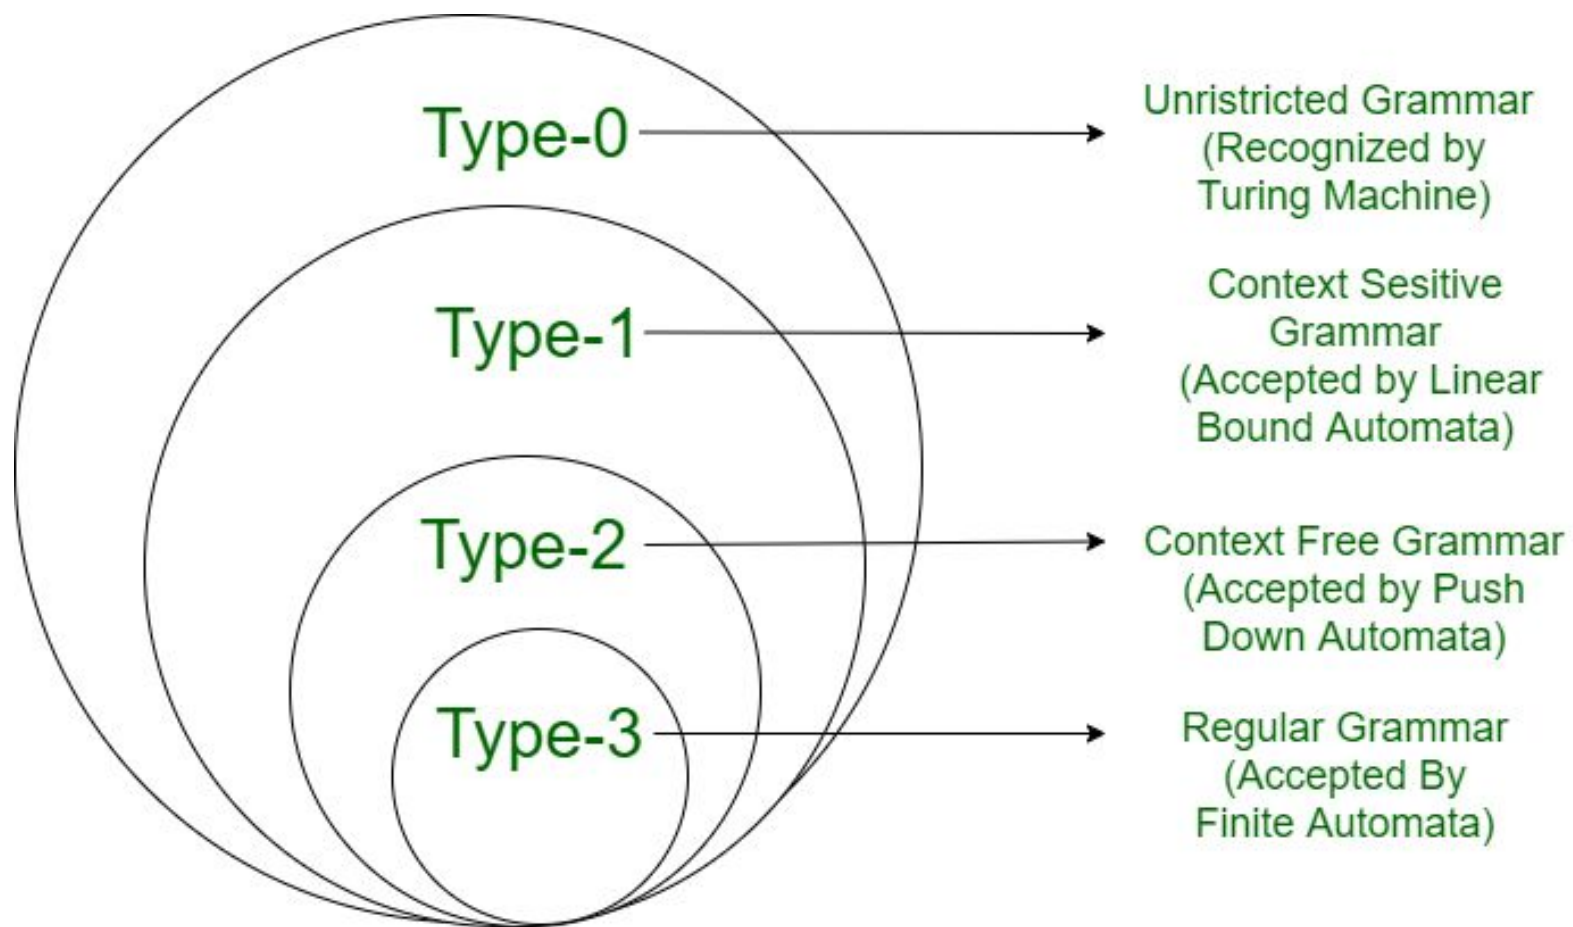 Type-0
Unristricted Grammar
(Recognized by
Turing Machine)
Type-1
Context Sesitive
Grammar
(Accepted by Linear
Bound Automata)
Type-2
Context Free Grammar
(Accepted by Push
Down Automata)
Type-3
Regular Grammar
(Accepted By
Finite Automata)